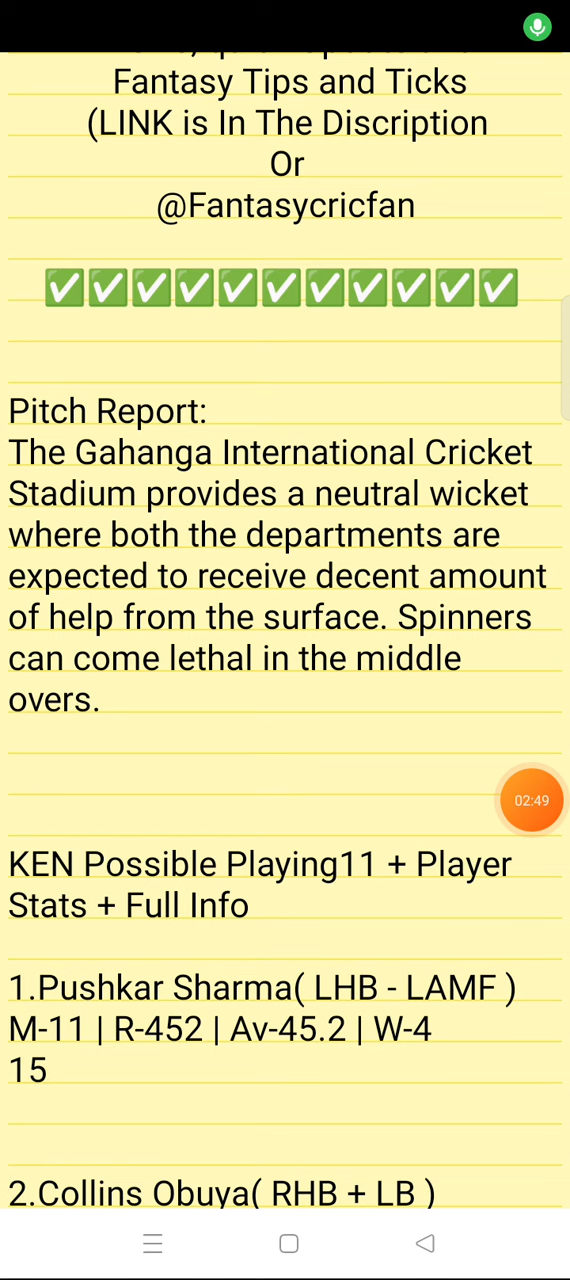 Fantasy Tips and Ticks
(LINK is In The Discription
Or
@Fantasycricfan
✅✅✅✅✅✅✅✅✅✅✅
Pitch Report:
The Gahanga International Cricket
Stadium provides a neutral wicket
where both the departments are
expected to receive decent amount
of help from the surface. Spinners
can come lethal in the middle
overs.
02:49
KEN Possible Playing11 + Player
Stats + Full Info
1.Pushkar Sharma( LHB - LAMF )
M-11 | R-452 | Av-45.2 | W-4
15
2.Collins Obuya( RHB + LB )